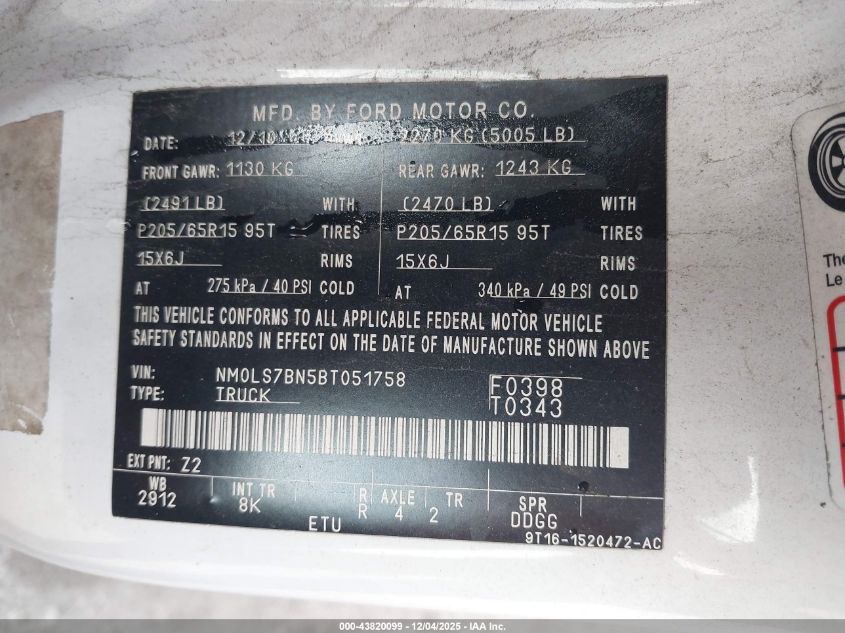 MFD. BY FORD MOTOR CO.
DATE: 12/10 2270 KG (5005 LB)
FRONT GAWR: 1130 KG REAR GAWR: 1243 KG
(2491 LB) WITH (2470 LB) WITH
P205/65R15 95T TIRES P205/65R15 95T TIRES
15X6J RIMS 15X6J RIMS
AT 275 kPa / 40 PSI COLD AT 340 kPa / 49 PSI COLD
THIS VEHICLE CONFORMS TO ALL APPLICABLE FEDERAL MOTOR VEHICLE
SAFETY STANDARDS IN EFFECT ON THE DATE OF MANUFACTURE SHOWN ABOVE
VIN: NM0LS7BN5BT051758 F0398
TYPE: TRUCK T0343
EXT PNT: Z2
WB INT TR R AXLE TR SPR
2912 8K R 4 2 DDGG
ETU
9T16-1520472-AC
The
Le
000-43820099 - 12/04/2025 - IAA Inc.